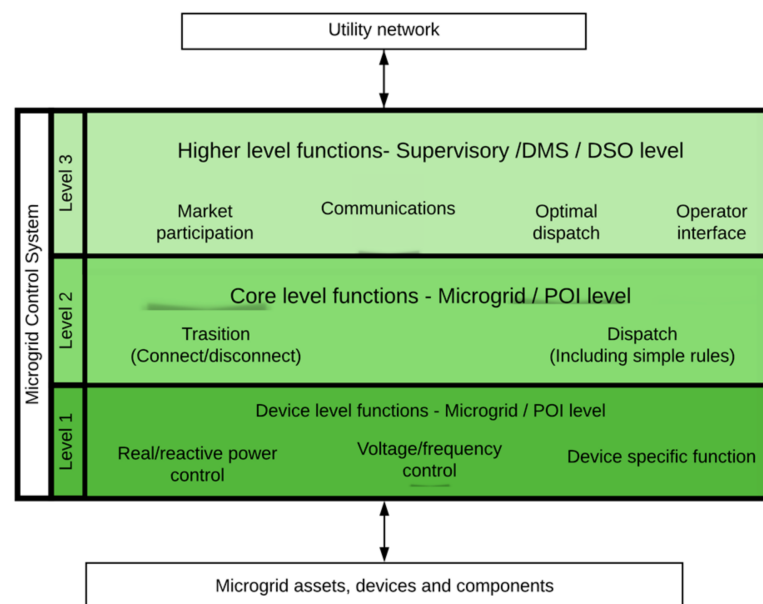 Utility network
Microgrid Control System
Level 3
Higher level functions- Supervisory /DMS / DSO level
Market
participation
Communications
Optimal
dispatch
Operator
interface
Level 2
Core level functions - Microgrid / POI level
Trasition
(Connect/disconnect)
Dispatch
(Including simple rules)
Level 1
Device level functions - Microgrid / POI level
Real/reactive power
control
Voltage/frequency
control
Device specific function
Microgrid assets, devices and components